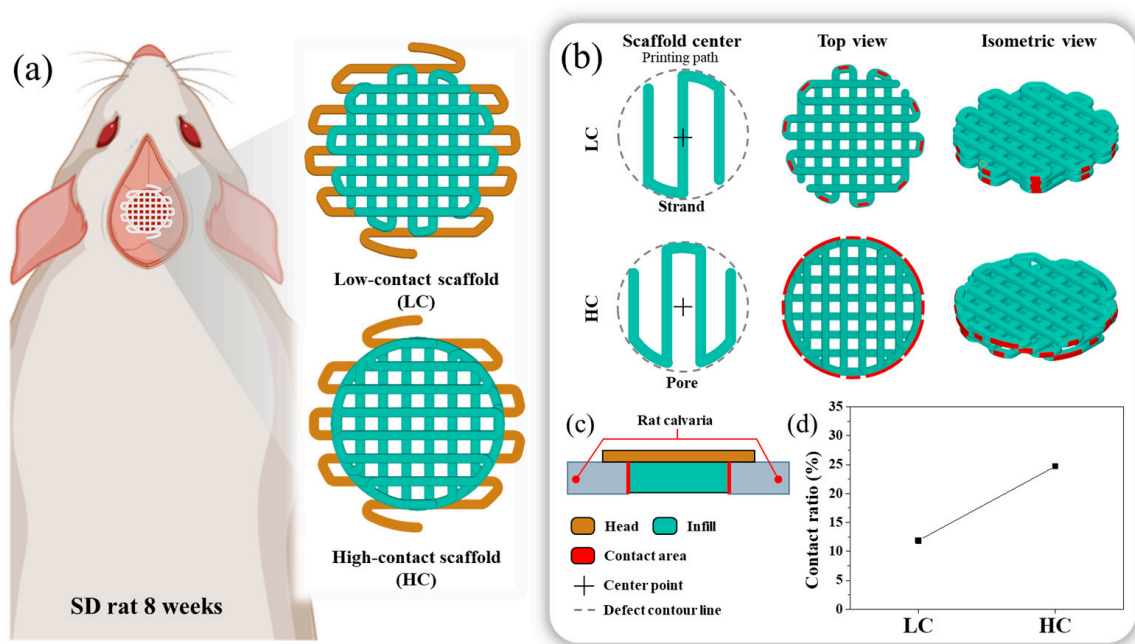 (a)
Low-contact scaffold
(LC)
High-contact scaffold
(HC)
SD rat 8 weeks
(b)
Scaffold center
Printing path
Top view
Isometric view
LC
Strand
HC
Pore
(c)
Rat calvaria
Head
Infill
Contact area
Center point
Defect contour line
(d)
Contact ratio (%)
35
30
25
20
15
10
5
0
LC
HC